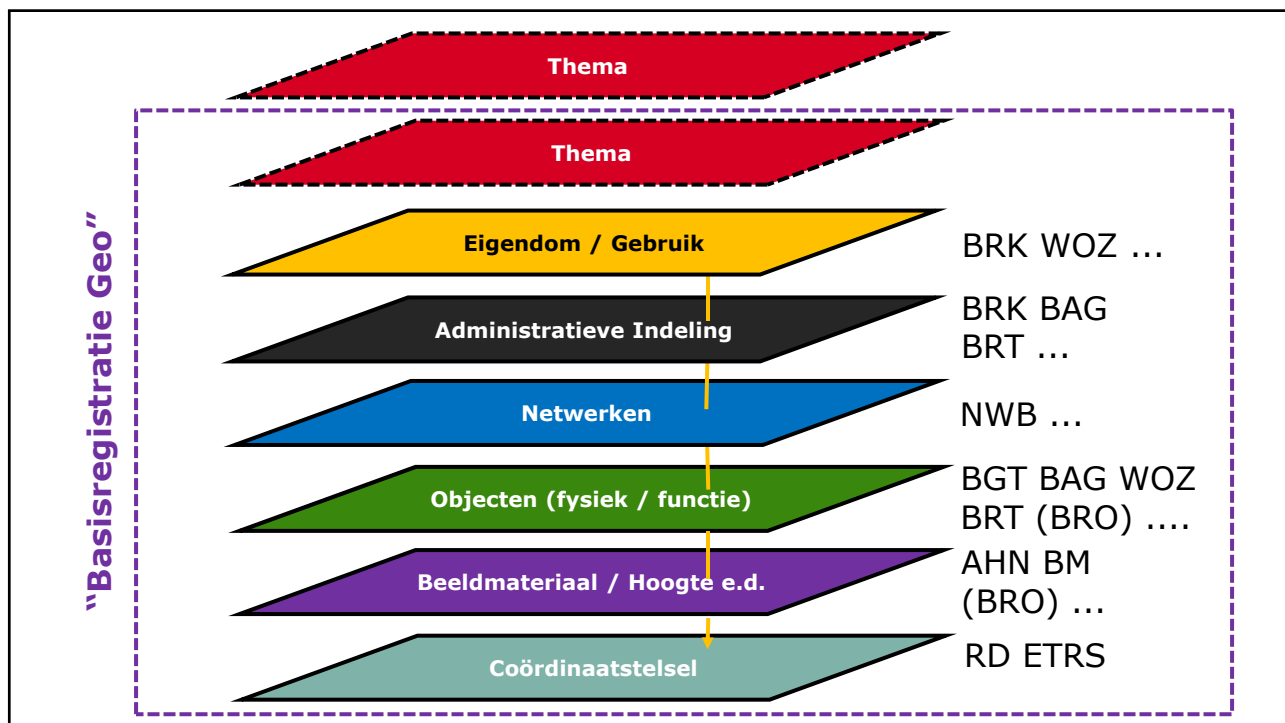 Thema
Thema
"Basisregistratie Geo"
Eigendom / Gebruik
BRK WOZ ...
Administratieve Indeling
BRK BAG
BRT ...
Netwerken
NWB ...
Objecten (fysiek / functie)
BGT BAG WOZ
BRT (BRO) ....
Beeldmateriaal / Hoogte e.d.
AHN BM
(BRO) ...
Coördinaatstelsel
RD ETRS